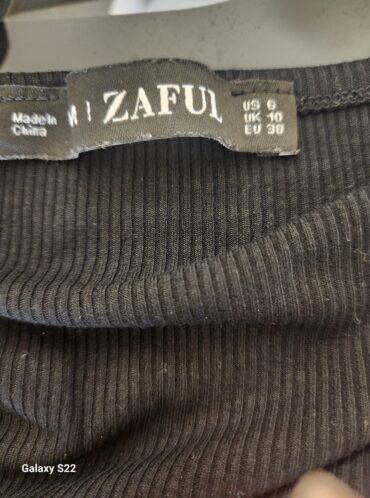 Made in
China
M | ZAFUL
US 6
UK 10
EU 38
Galaxy S22